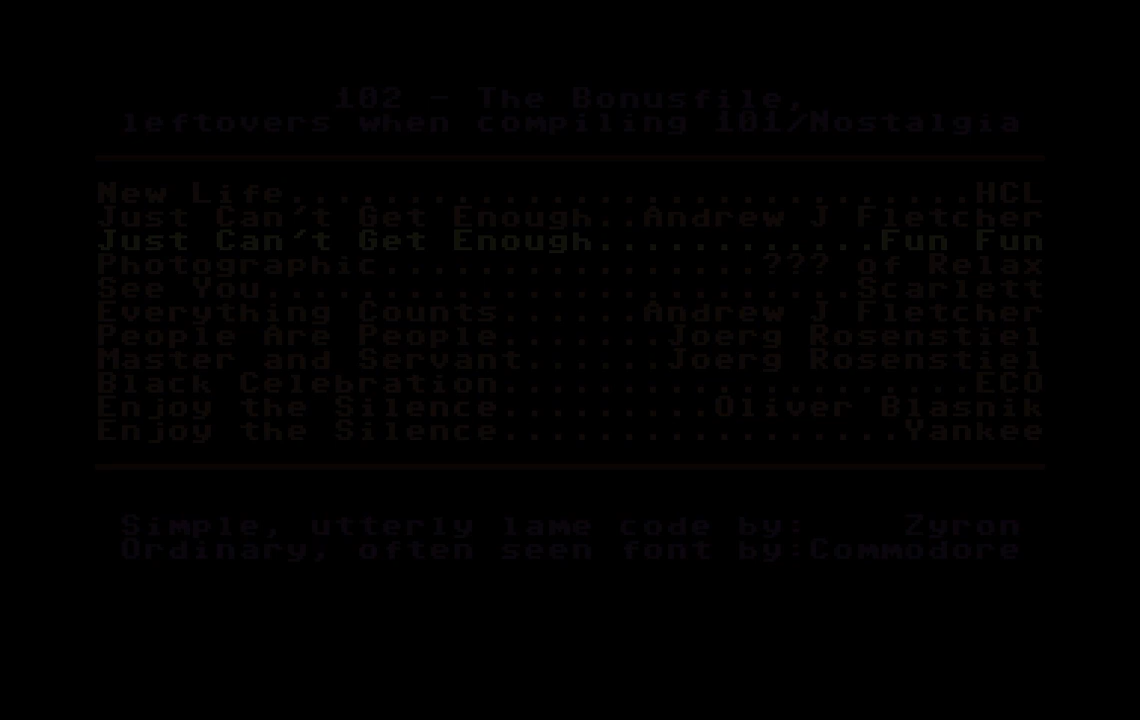 102 - The Bonusfile,
leftovers when compiling 101/Nostalgia
New Life.............................HCL
Just Can't Get Enough..Andrew J Fletcher
Just Can't Get Enough............Fun Fun
Photographic................??? of Relax
See You.........................Scarlett
Everything Counts......Andrew J Fletcher
People Are People.......Joerg Rosenstiel
Master and Servant......Joerg Rosenstiel
Black Celebration....................ECO
Enjoy the Silence.........Oliver Blasnik
Enjoy the Silence.................Yankee
Simple, utterly lame code by:    Zyron
Ordinary, often seen font by:Commodore